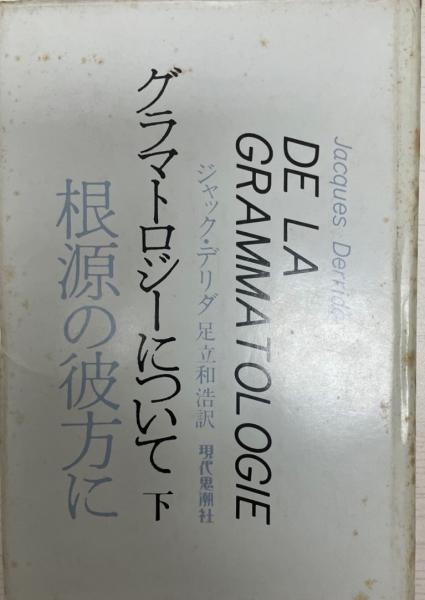 Jacques Derrida
DE LA
GRAMMATOLOGIE
ジャック・デリダ 足立和浩訳 現代思潮社
グラマトロジーについて 下
根源の彼方に